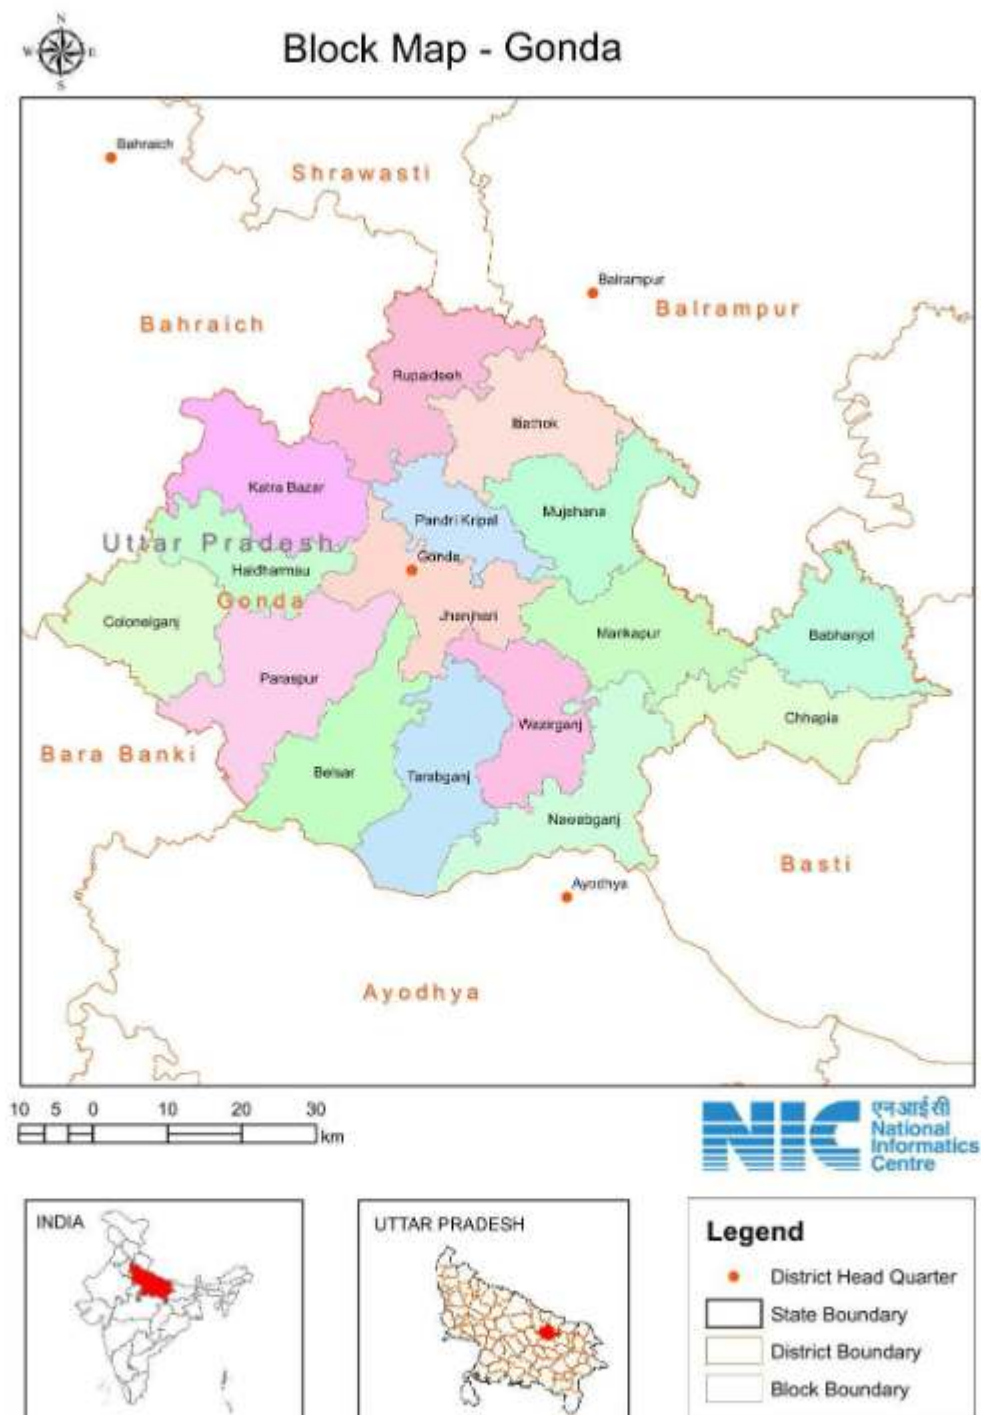 N
W E
S
Block Map - Gonda
Bahraich
Shrawasti
Balrampur
Balrampur
Bahraich
Rupaideeh
Itiathok
Katra Bazar
Mujehana
Pandri Kripal
Uttar Pradesh
Gonda
Haldharmau
Gonda
Colonelganj
Jhanjhari
Mankapur
Babhanjot
Paraspur
Chhapia
Wazirganj
Bara Banki
Belsar
Tarabganj
Nawabganj
Basti
Ayodhya
Ayodhya
10 5 0 10 20 30
km
NIC
एनआईसी
National
Informatics
Centre
INDIA
UTTAR PRADESH
Legend
District Head Quarter
State Boundary
District Boundary
Block Boundary